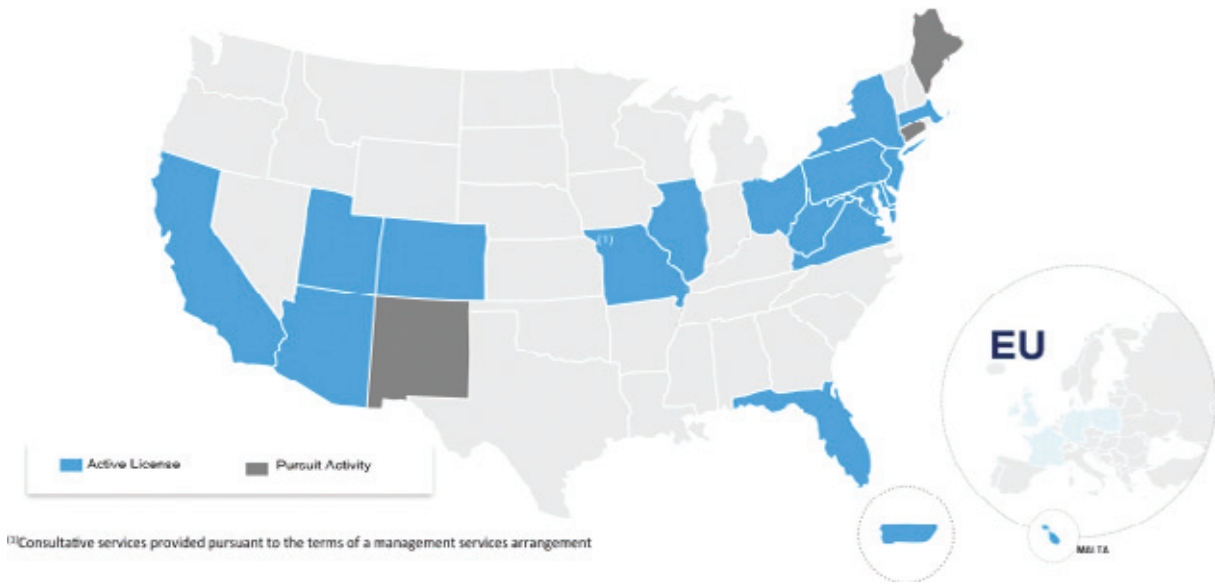 (1)
EU
Active License
Pursuit Activity
MALTA
(1)Consultative services provided pursuant to the terms of a management services arrangement